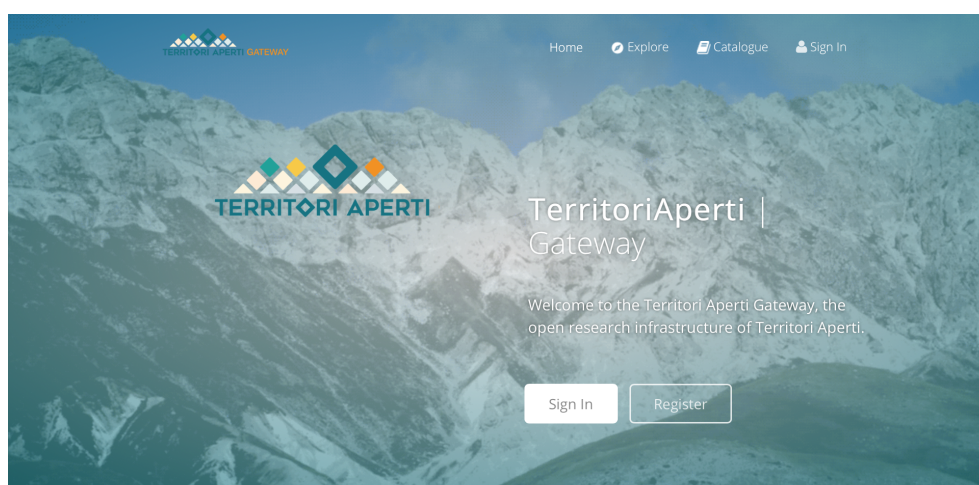 TERRITORI APERTI GATEWAY
Home
Explore
Catalogue
Sign In
TERRITORI APERTI
TerritoriAperti |
Gateway
Welcome to the Territori Aperti Gateway, the
open research infrastructure of Territori Aperti.
Sign In
Register